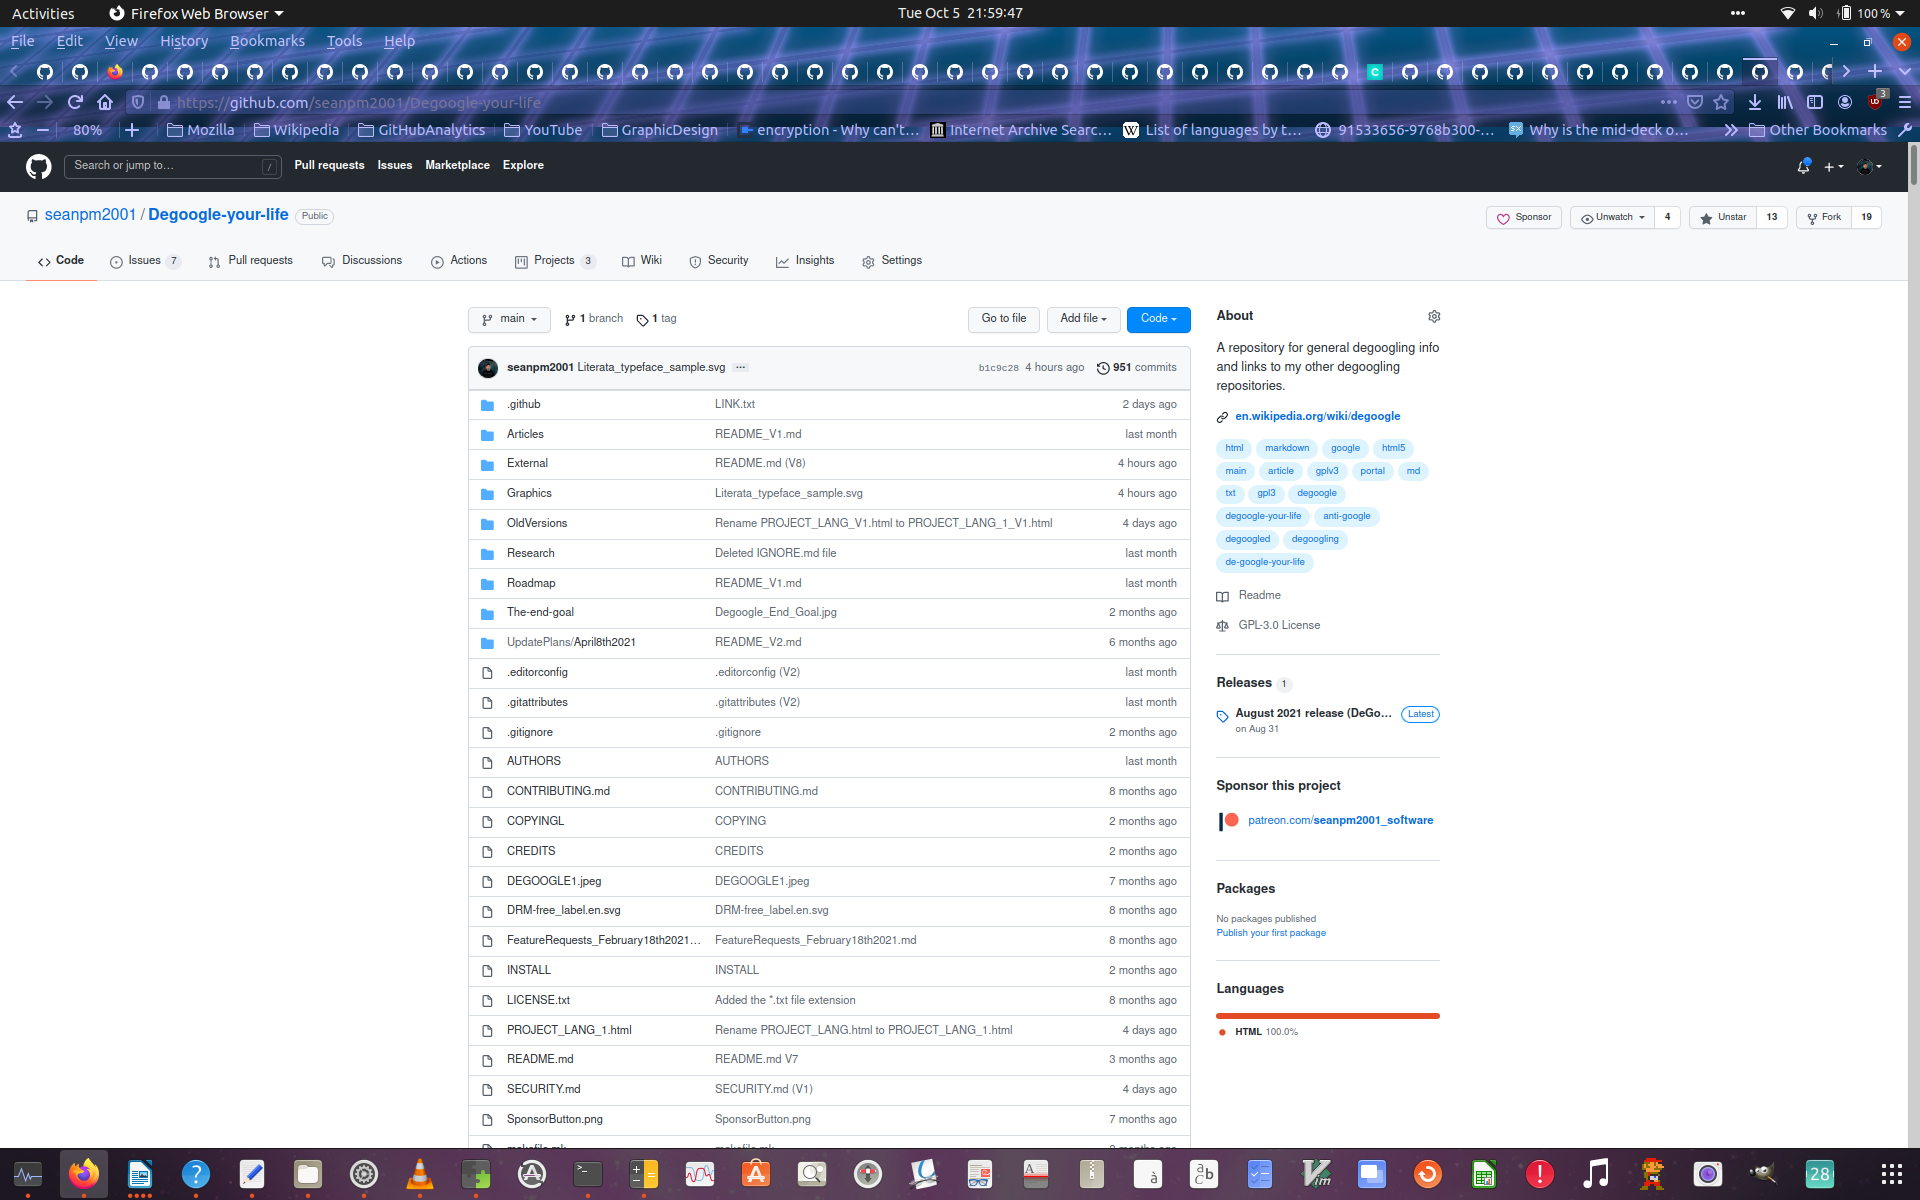 Activities Firefox Web Browser Tue Oct 5 21:59:47 100 %
File Edit View History Bookmarks Tools Help
https://github.com/seanpm2001/Degoogle-your-life 3
80% Mozilla Wikipedia GitHubAnalytics YouTube GraphicDesign encryption - Why can't… Internet Archive Searc… List of languages by t… 91533656-9768b300-… Why is the mid-deck o… Other Bookmarks
Search or jump to… / Pull requests Issues Marketplace Explore
seanpm2001 / Degoogle-your-life Public Sponsor Unwatch 4 Unstar 13 Fork 19
Code Issues 7 Pull requests Discussions Actions Projects 3 Wiki Security Insights Settings
main 1 branch 1 tag Go to file Add file Code
seanpm2001 Literata_typeface_sample.svg ··· b1c9c28 4 hours ago 951 commits
.github LINK.txt 2 days ago
Articles README_V1.md last month
External README.md (V8) 4 hours ago
Graphics Literata_typeface_sample.svg 4 hours ago
OldVersions Rename PROJECT_LANG_V1.html to PROJECT_LANG_1_V1.html 4 days ago
Research Deleted IGNORE.md file last month
Roadmap README_V1.md last month
The-end-goal Degoogle_End_Goal.jpg 2 months ago
UpdatePlans/April8th2021 README_V2.md 6 months ago
.editorconfig .editorconfig (V2) last month
.gitattributes .gitattributes (V2) last month
.gitignore .gitignore 2 months ago
AUTHORS AUTHORS last month
CONTRIBUTING.md CONTRIBUTING.md 8 months ago
COPYINGL COPYING 2 months ago
CREDITS CREDITS 2 months ago
DEGOOGLE1.jpeg DEGOOGLE1.jpeg 7 months ago
DRM-free_label.en.svg DRM-free_label.en.svg 8 months ago
FeatureRequests_February18th2021… FeatureRequests_February18th2021.md 8 months ago
INSTALL INSTALL 2 months ago
LICENSE.txt Added the *.txt file extension 8 months ago
PROJECT_LANG_1.html Rename PROJECT_LANG.html to PROJECT_LANG_1.html 4 days ago
README.md README.md V7 3 months ago
SECURITY.md SECURITY.md (V1) 4 days ago
SponsorButton.png SponsorButton.png 7 months ago
About
A repository for general degoogling info
and links to my other degoogling
repositories.
en.wikipedia.org/wiki/degoogle
html markdown google html5
main article gplv3 portal md
txt gpl3 degoogle
degoogle-your-life anti-google
degoogled degoogling
de-google-your-life
Readme
GPL-3.0 License
Releases 1
August 2021 release (DeGo… Latest
on Aug 31
Sponsor this project
patreon.com/seanpm2001_software
Packages
No packages published
Publish your first package
Languages
HTML 100.0%
28